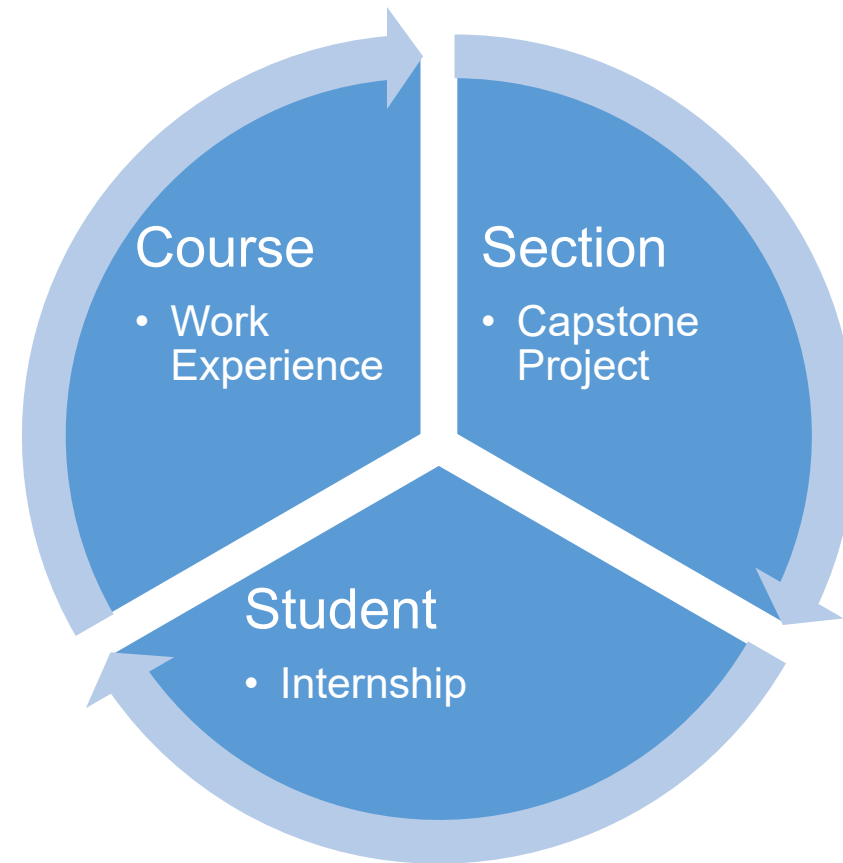 Course
• Work
Experience
Section
• Capstone
Project
Student
• Internship